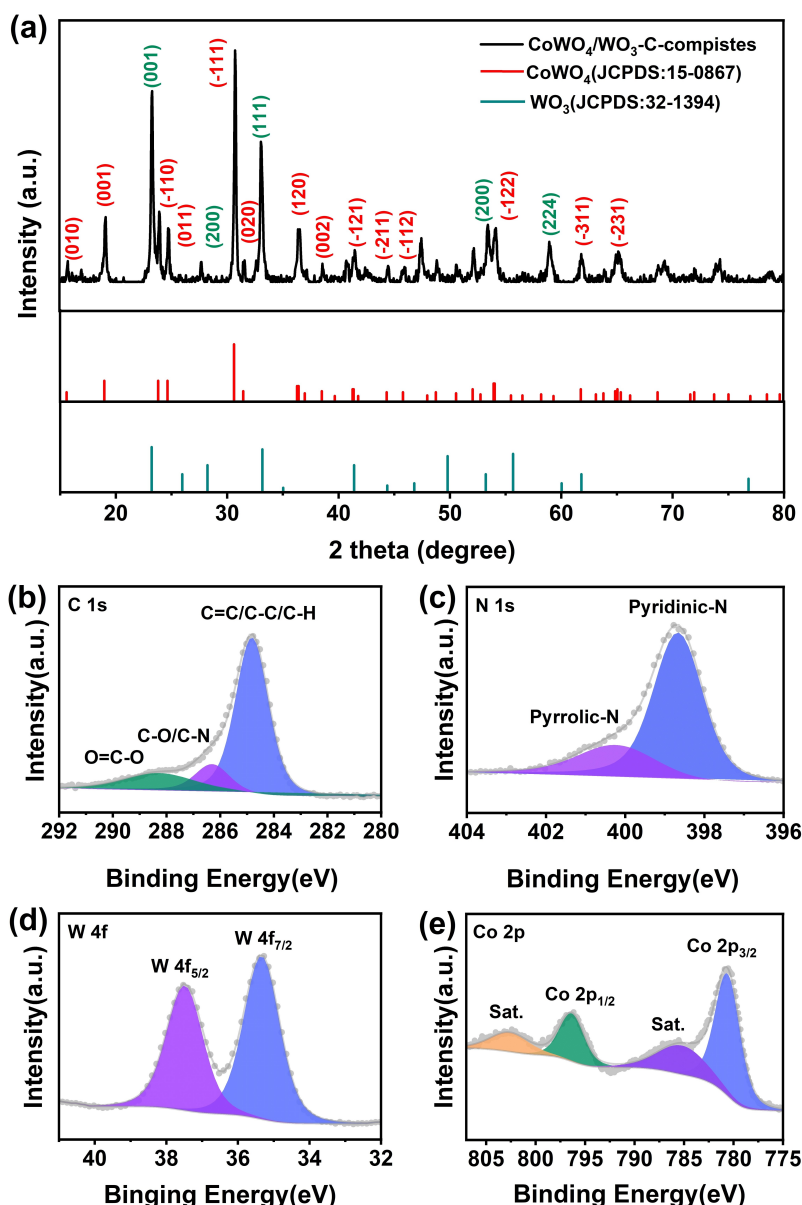 (a)
CoWO₄/WO₃-C-compistes
CoWO₄(JCPDS:15-0867)
WO₃(JCPDS:32-1394)
Intensity (a.u.)
(010)
(001)
(001)
(-110)
(011)
(200)
(-111)
(020)
(111)
(120)
(002)
(-121)
(-211)
(-112)
(200)
(-122)
(224)
(-311)
(-231)
20 30 40 50 60 70 80
2 theta (degree)
(b)
C 1s
C=C/C-C/C-H
C-O/C-N
O=C-O
Intensity(a.u.)
292 290 288 286 284 282 280
Binding Energy(eV)
(c)
N 1s
Pyridinic-N
Pyrrolic-N
Intensity(a.u.)
404 402 400 398 396
Binding Energy(eV)
(d)
W 4f
W 4f₇/₂
W 4f₅/₂
Intensity(a.u.)
40 38 36 34 32
Binging Energy(eV)
(e)
Co 2p
Co 2p₃/₂
Co 2p₁/₂
Sat.
Sat.
Intensity(a.u.)
805 800 795 790 785 780 775
Binding Energy(eV)